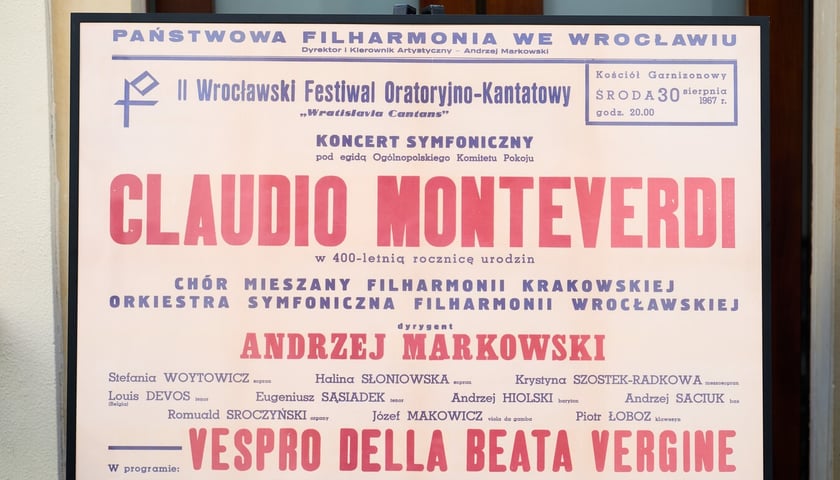 PAŃSTWOWA FILHARMONIA WE WROCŁAWIU
Dyrektor i Kierownik Artystyczny – Andrzej Markowski
II Wrocławski Festiwal Oratoryjno-Kantatowy
„Wratislavia Cantans”
Kościół Garnizonowy
ŚRODA 30 sierpnia 1967 r.
godz. 20.00
KONCERT SYMFONICZNY
pod egidą Ogólnopolskiego Komitetu Pokoju
CLAUDIO MONTEVERDI
w 400-letnią rocznicę urodzin
CHÓR MIESZANY FILHARMONII KRAKOWSKIEJ
ORKIESTRA SYMFONICZNA FILHARMONII WROCŁAWSKIEJ
dyrygent
ANDRZEJ MARKOWSKI
Stefania WOYTOWICZ sopran Halina SŁONIOWSKA sopran Krystyna SZOSTEK-RADKOWA mezzosopran
Louis DEVOS tenor Eugeniusz SĄSIADEK tenor Andrzej HIOLSKI baryton Andrzej SACIUK bas
(Belgia)
Romuald SROCZYŃSKI organy Józef MAKOWICZ viola da gamba Piotr ŁOBOZ klawesyn
W programie: VESPRO DELLA BEATA VERGINE